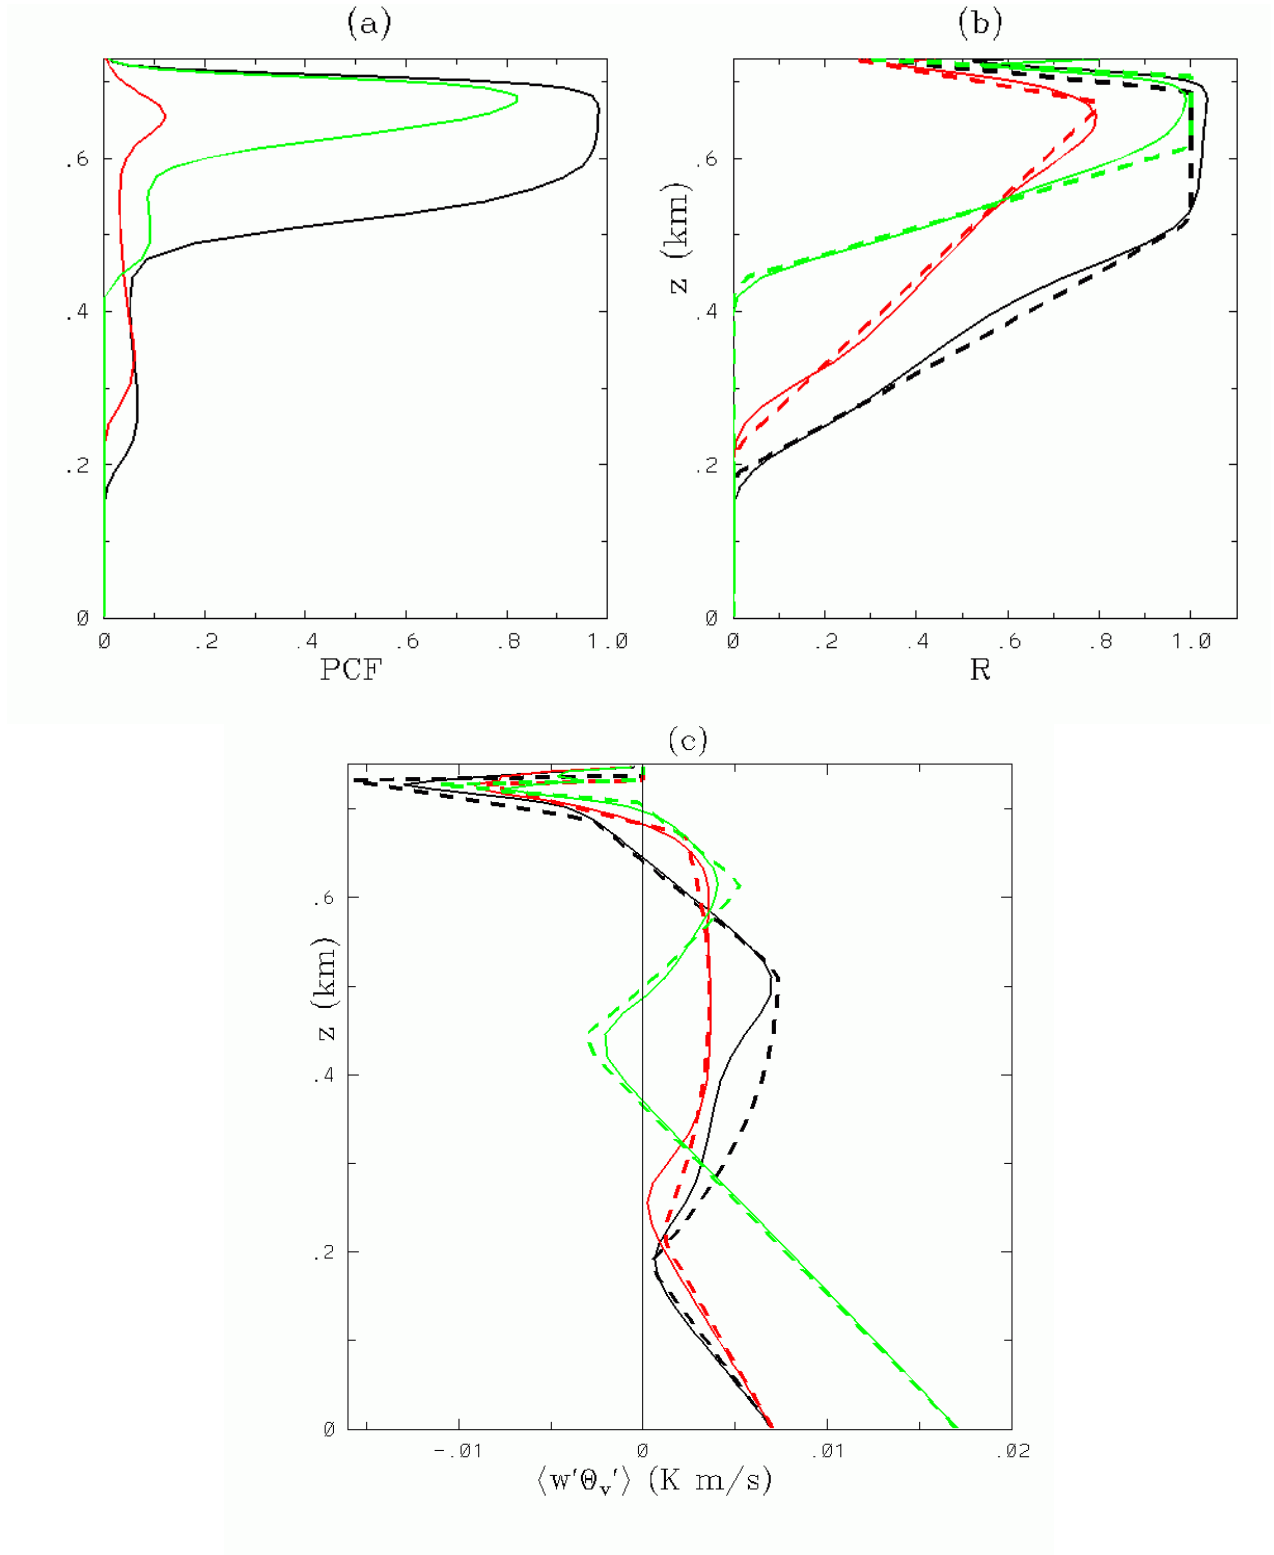 (a) (b)
.6 .6
z (km)
.4 .4
.2 .2
0 0
0 .2 .4 .6 .8 1.0 0 .2 .4 .6 .8 1.0
PCF R
(c)
.6
z (km)
.4
.2
0
-.01 0 .01 .02
⟨w'Θᵥ'⟩ (K m/s)